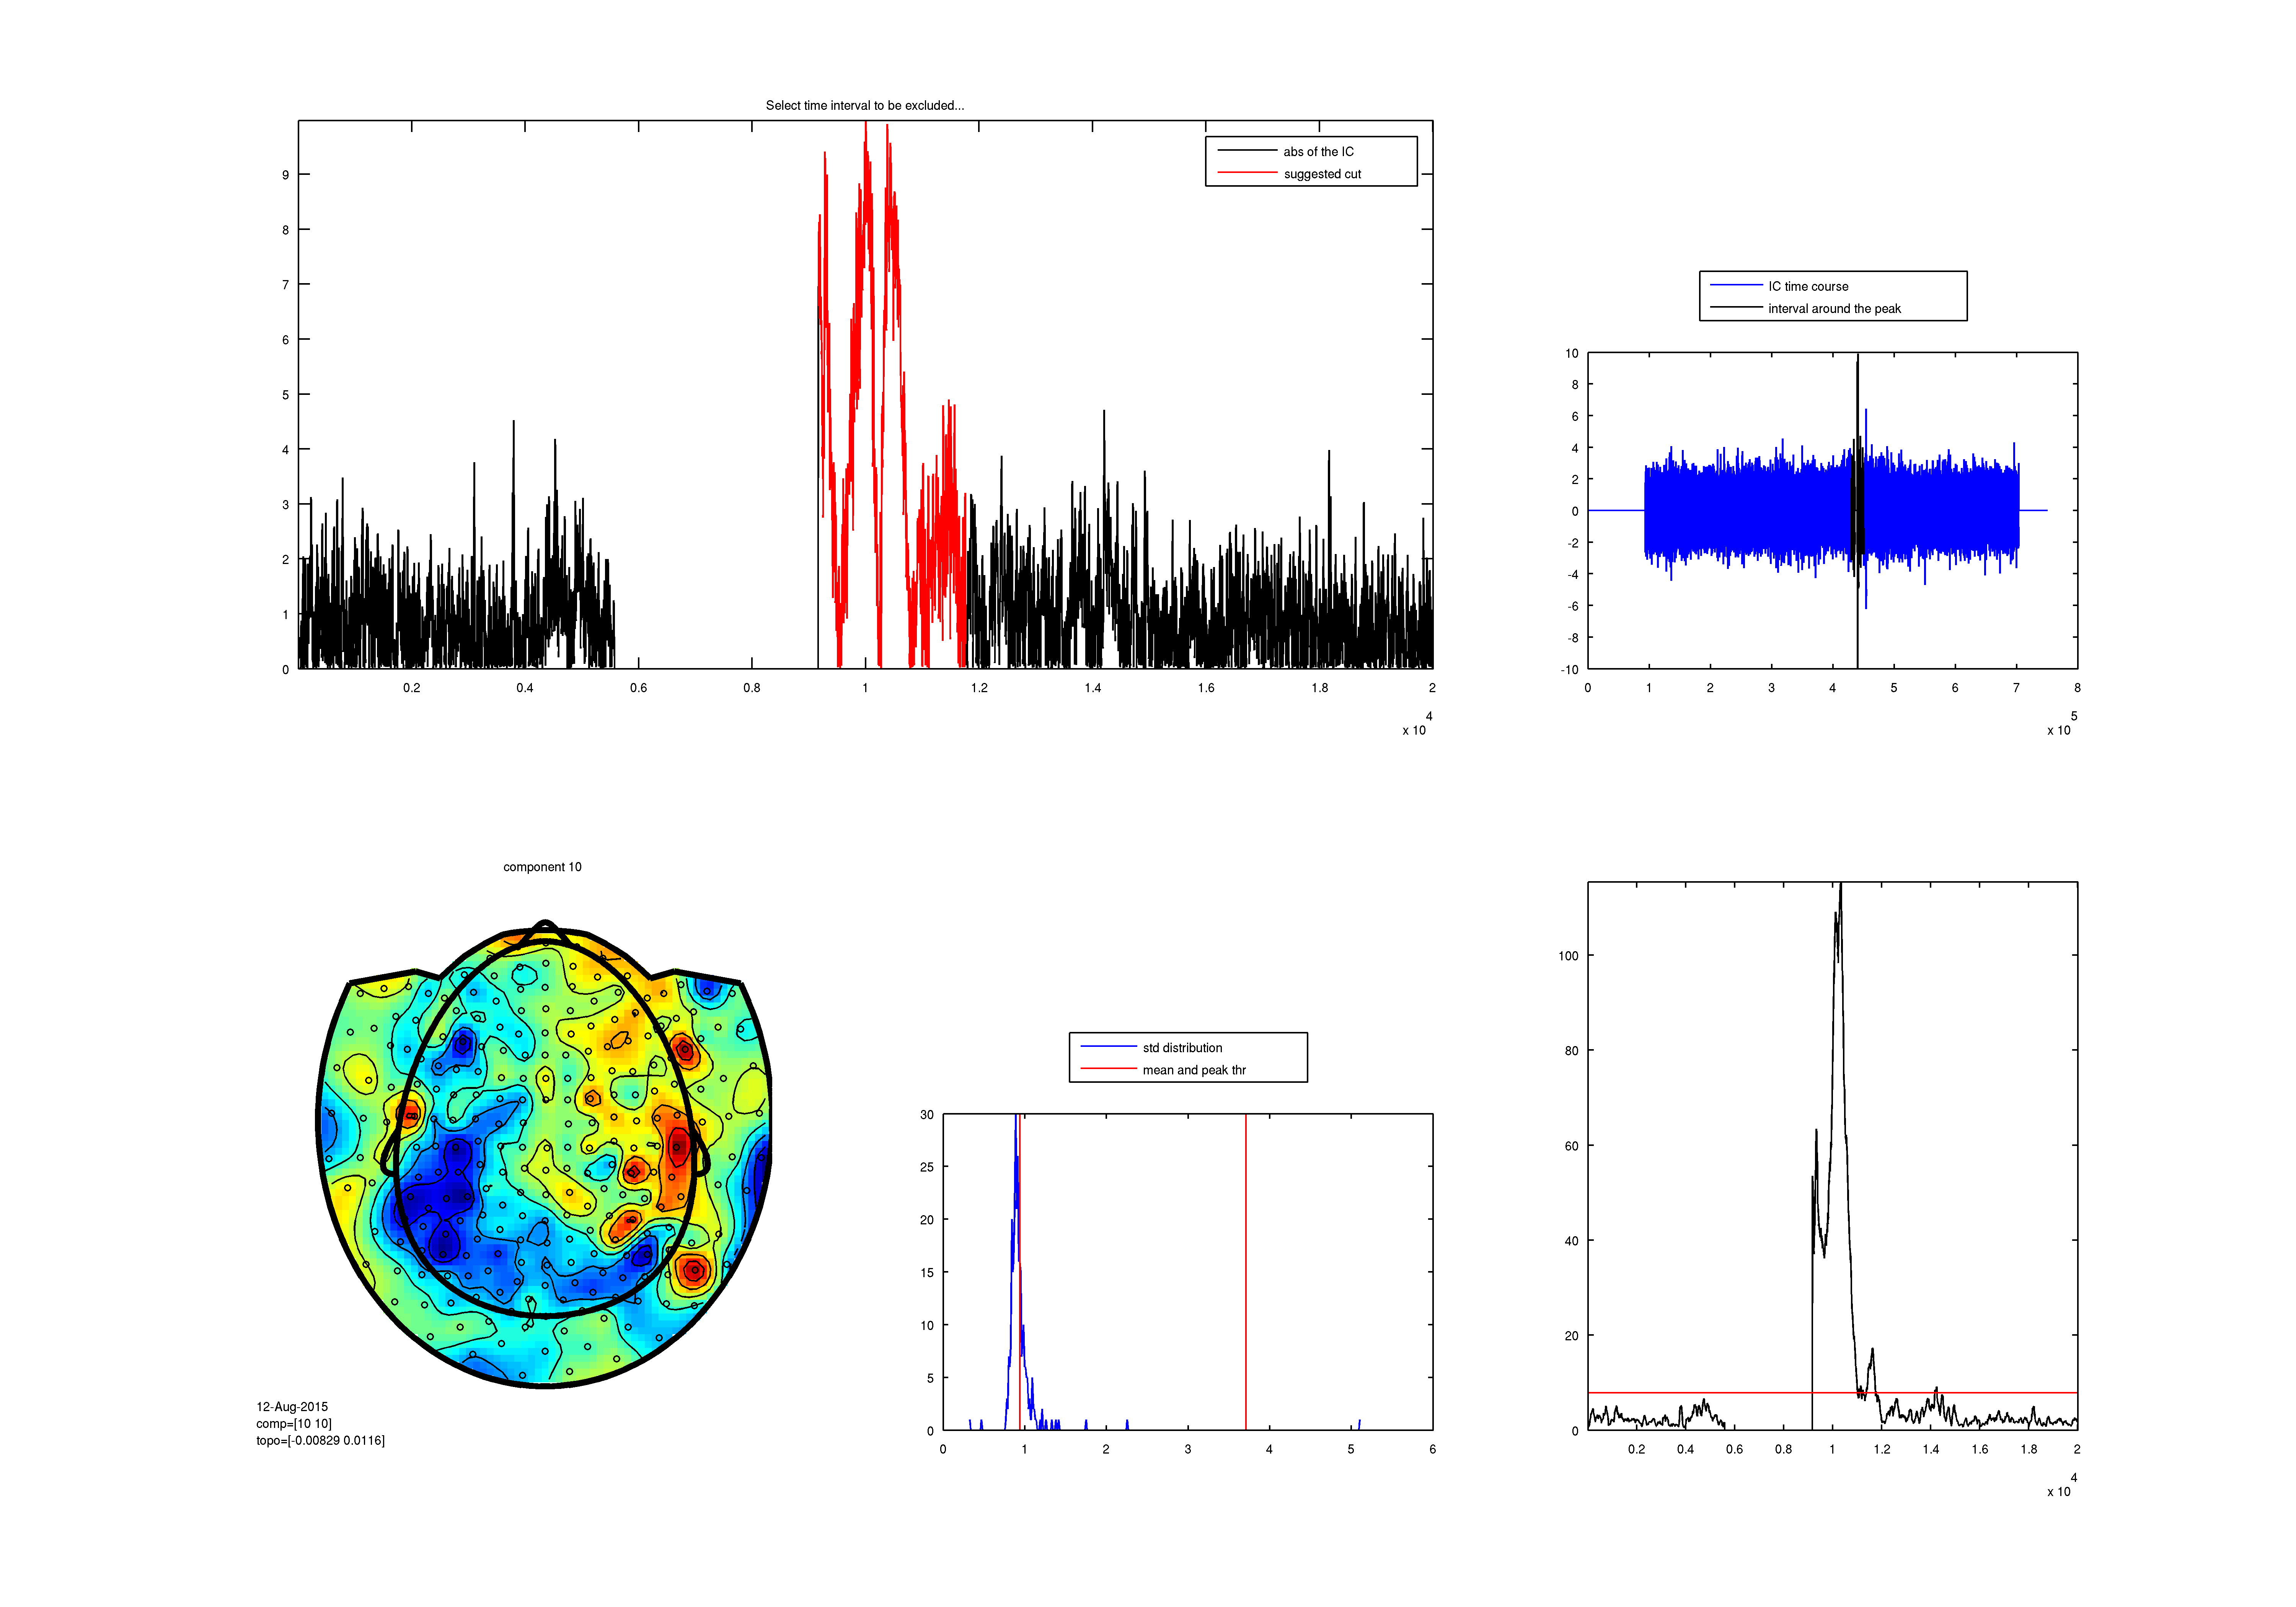 Select time interval to be excluded...
abs of the IC
suggested cut
9
8
7
6
5
4
3
2
1
0
0.2 0.4 0.6 0.8 1 1.2 1.4 1.6 1.8 2
4
x 10
IC time course
interval around the peak
10
8
6
4
2
0
-2
-4
-6
-8
-10
0 1 2 3 4 5 6 7 8
5
x 10
component 10
12-Aug-2015
comp=[10 10]
topo=[-0.00829 0.0116]
std distribution
mean and peak thr
30
25
20
15
10
5
0
0 1 2 3 4 5 6
100
80
60
40
20
0
0.2 0.4 0.6 0.8 1 1.2 1.4 1.6 1.8 2
4
x 10